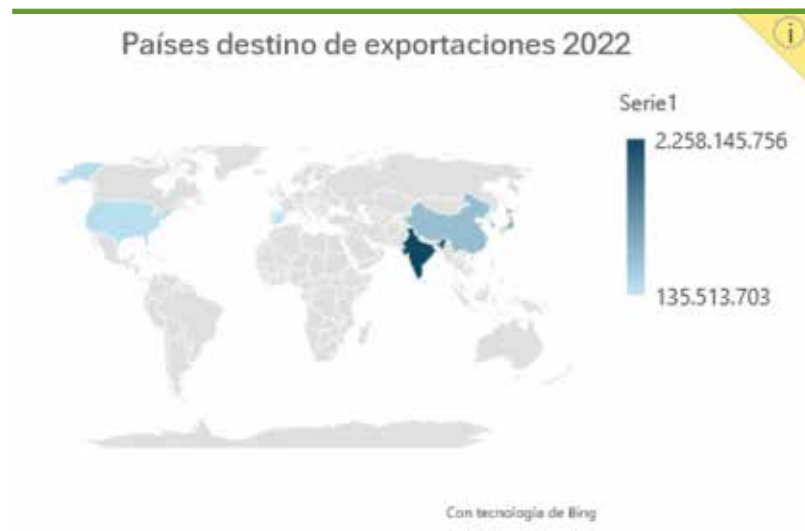 Países destino de exportaciones 2022
i
Serie1
2.258.145.756
135.513.703
Con tecnología de Bing